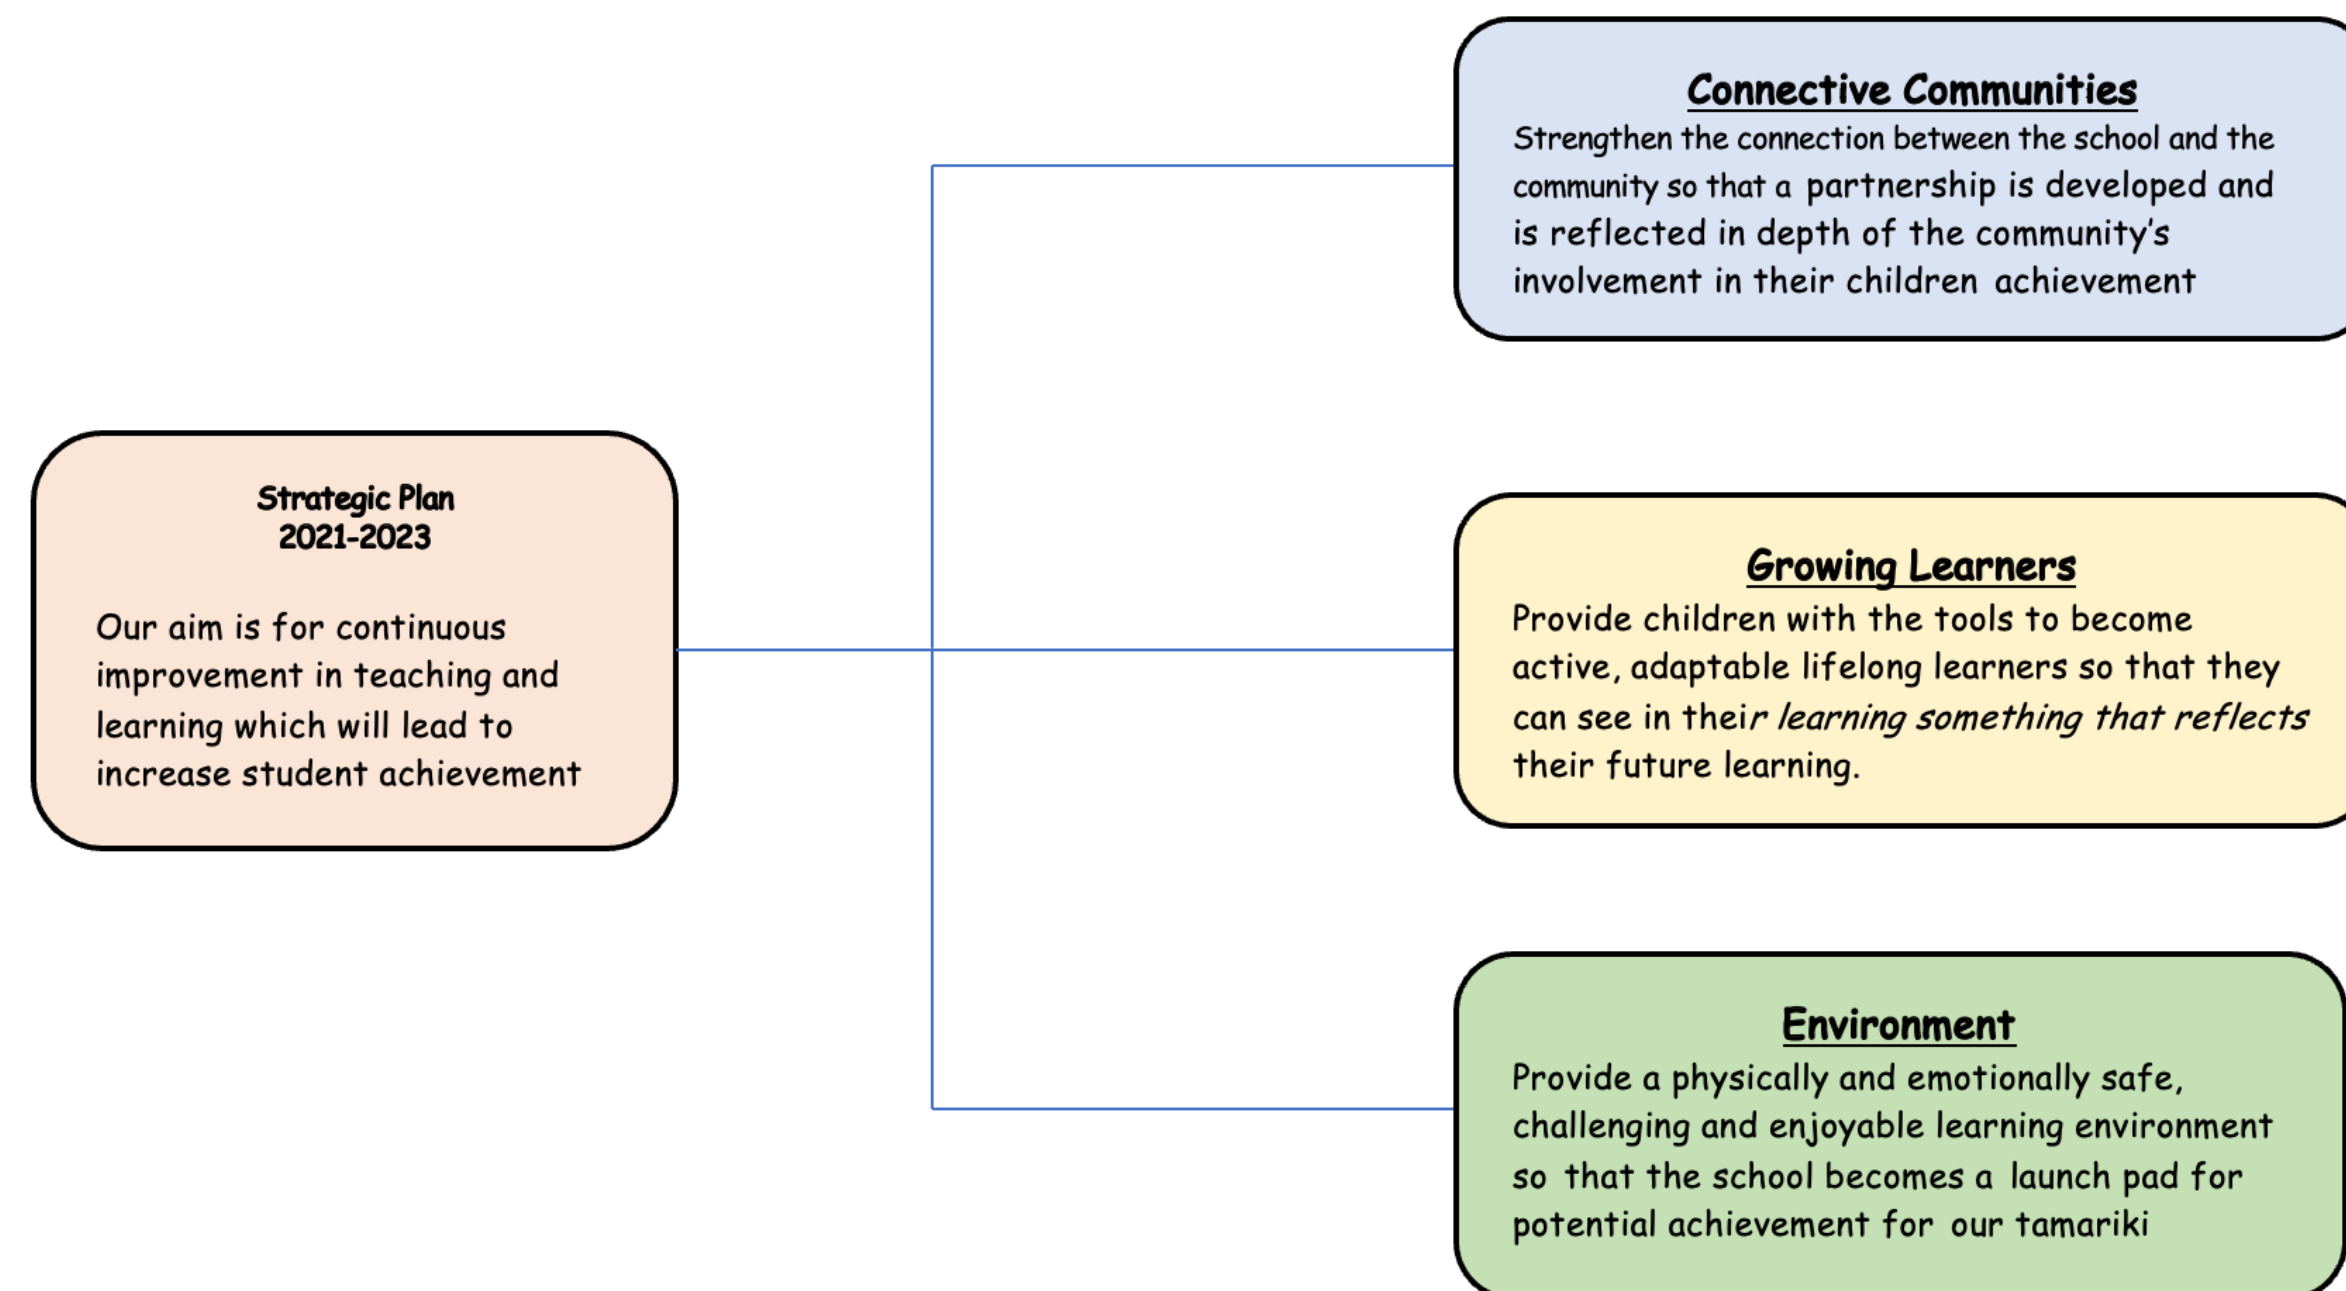 Connective Communities
Strengthen the connection between the school and the
community so that a partnership is developed and
is reflected in depth of the community's
involvement in their children achievement
Strategic Plan
2021-2023
Our aim is for continuous
improvement in teaching and
learning which will lead to
increase student achievement
Growing Learners
Provide children with the tools to become
active, adaptable lifelong learners so that they
can see in their learning something that reflects
their future learning.
Environment
Provide a physically and emotionally safe,
challenging and enjoyable learning environment
so that the school becomes a launch pad for
potential achievement for our tamariki